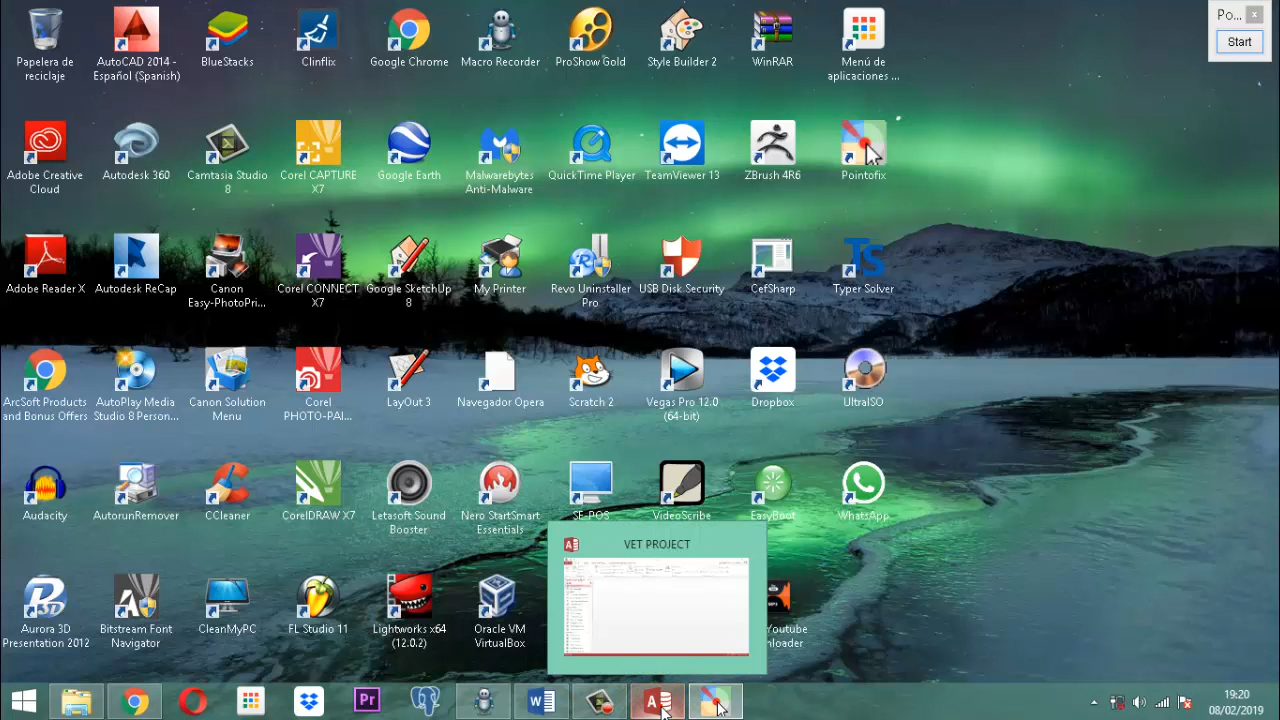 Papelera de
reciclaje
AutoCAD 2014 -
Español (Spanish)
BlueStacks
Clinflix
Google Chrome
Macro Recorder
ProShow Gold
Style Builder 2
WinRAR
Menú de
aplicaciones ...
Po...
Start
Adobe Creative
Cloud
Autodesk 360
Camtasia Studio
8
Corel CAPTURE
X7
Google Earth
Malwarebytes
Anti-Malware
QuickTime Player
TeamViewer 13
ZBrush 4R6
Pointofix
Adobe Reader X
Autodesk ReCap
Canon
Easy-PhotoPri...
Corel CONNECT
X7
Google SketchUp
8
My Printer
Revo Uninstaller
Pro
USB Disk Security
CefSharp
Ts
Typer Solver
ArcSoft Products
and Bonus Offers
AutoPlay Media
Studio 8 Person...
Canon Solution
Menu
Corel
PHOTO-PAI...
LayOut 3
Navegador Opera
Scratch 2
Vegas Pro 12.0
(64-bit)
Dropbox
UltraISO
Audacity
AutorunRemover
CCleaner
CorelDRAW X7
Letasoft Sound
Booster
Nero StartSmart
Essentials
SE-POS
VideoScribe
EasyBoot
WhatsApp
VET PROJECT
3D
2012
Bitstream Font
Navigator
CleanMyPC
11
x64
(12.0.2)
Oracle VM
VirtualBox
MP3
Youtube
Pr
19:20
08/02/2019